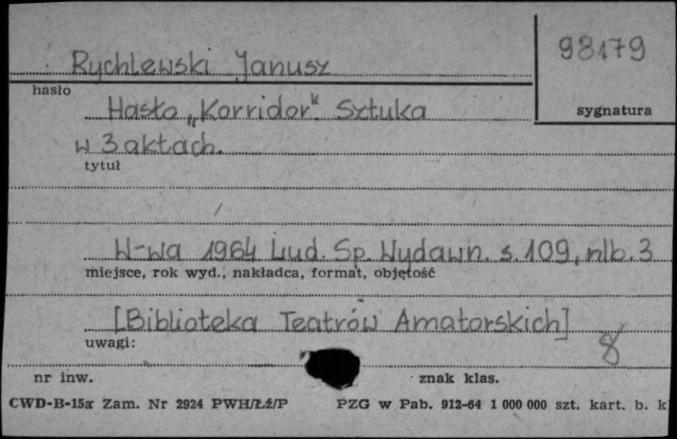 Rychlewski Janusz
98179
hasło
sygnatura
Hasło „Korridor". Sztuka
w 3 aktach.
tytuł
W-wa 1964 Lud. Sp. Wydawn. s. 109, nlb. 3
miejsce, rok wyd., nakładca, format, objętość
[Biblioteka Teatrów Amatorskich]
uwagi:
8
nr inw.
znak klas.
CWD-B-15a Zam. Nr 2924 PWH/Łź/P
PZG w Pab. 912-64 1 000 000 szt. kart. b. k